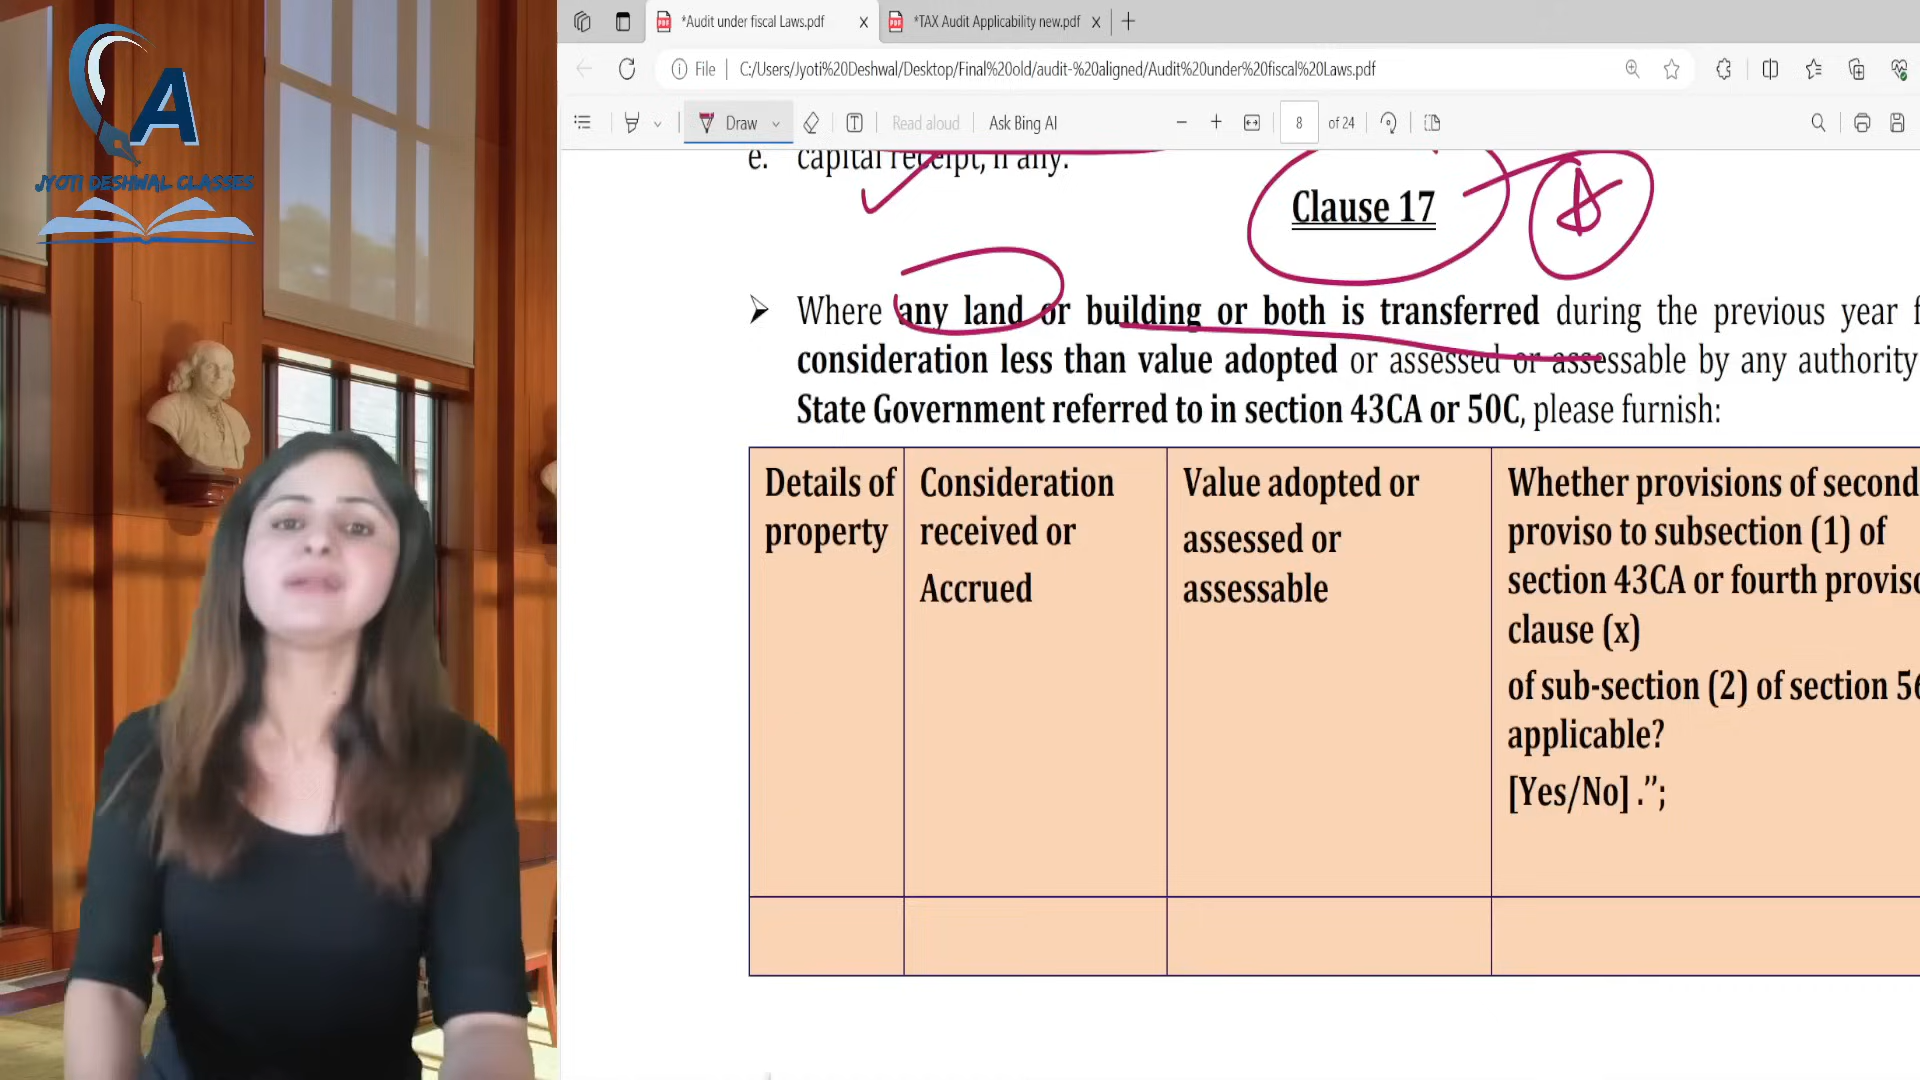 A
JYOTI DESHWAL CLASSES
*Audit under fiscal Laws.pdf
*TAX Audit Applicability new.pdf
File
C:/Users/Jyoti%20Deshwal/Desktop/Final%20old/audit-%20aligned/Audit%20under%20fiscal%20Laws.pdf
Draw
Read aloud
Ask Bing AI
8
of 24
e. capital receipt, if any.
Clause 17
Where any land or building or both is transferred during the previous year
consideration less than value adopted or assessed or assessable by any authority
State Government referred to in section 43CA or 50C, please furnish:
Details of
property
Consideration
received or
Accrued
Value adopted or
assessed or
assessable
Whether provisions of second
proviso to subsection (1) of
section 43CA or fourth proviso
clause (x)
of sub-section (2) of section
applicable?
[Yes/No] .”;